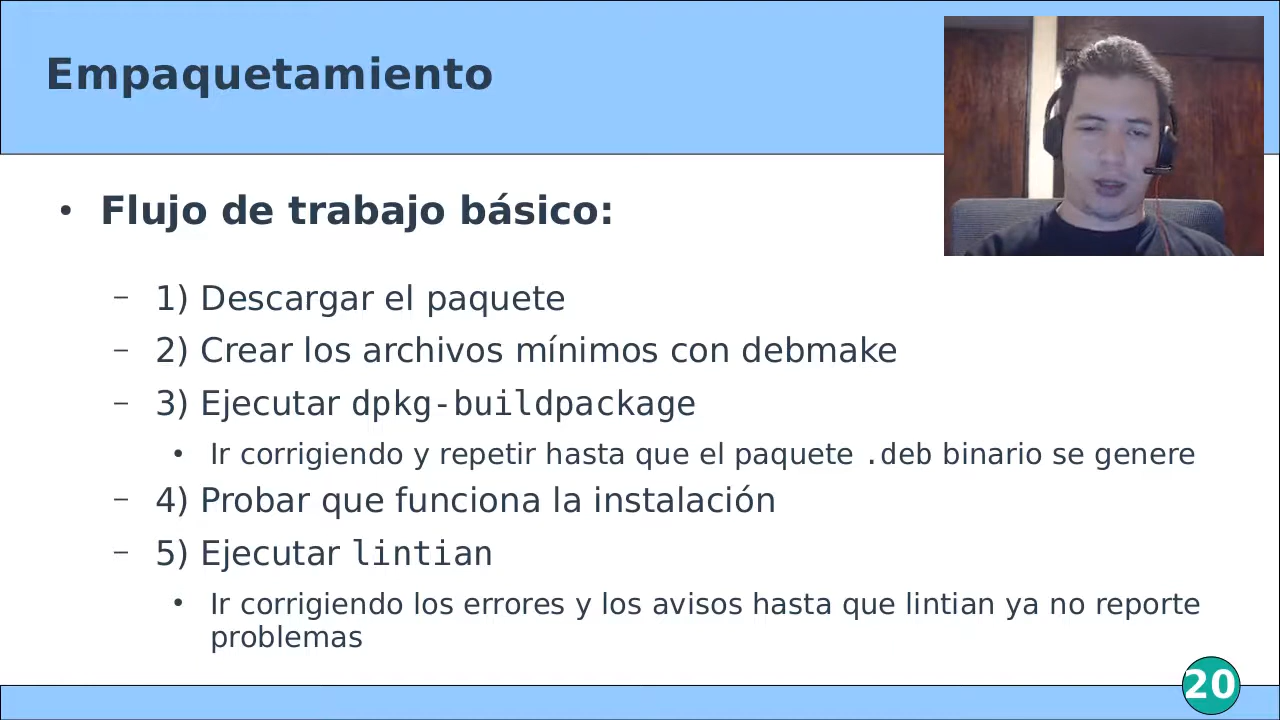 Empaquetamiento
• Flujo de trabajo básico:
– 1) Descargar el paquete
– 2) Crear los archivos mínimos con debmake
– 3) Ejecutar dpkg-buildpackage
• Ir corrigiendo y repetir hasta que el paquete .deb binario se genere
– 4) Probar que funciona la instalación
– 5) Ejecutar lintian
• Ir corrigiendo los errores y los avisos hasta que lintian ya no reporte
problemas
20